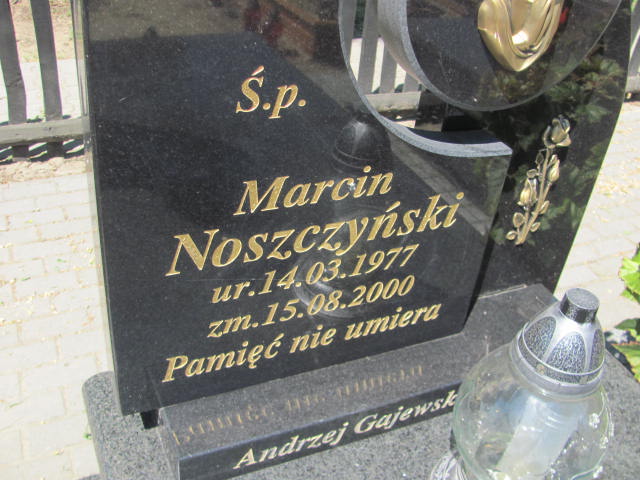 Ś.p.
Marcin
Noszczyński
ur.14.03.1977
zm.15.08.2000
Pamięć nie umiera
Andrzej Gajewsk